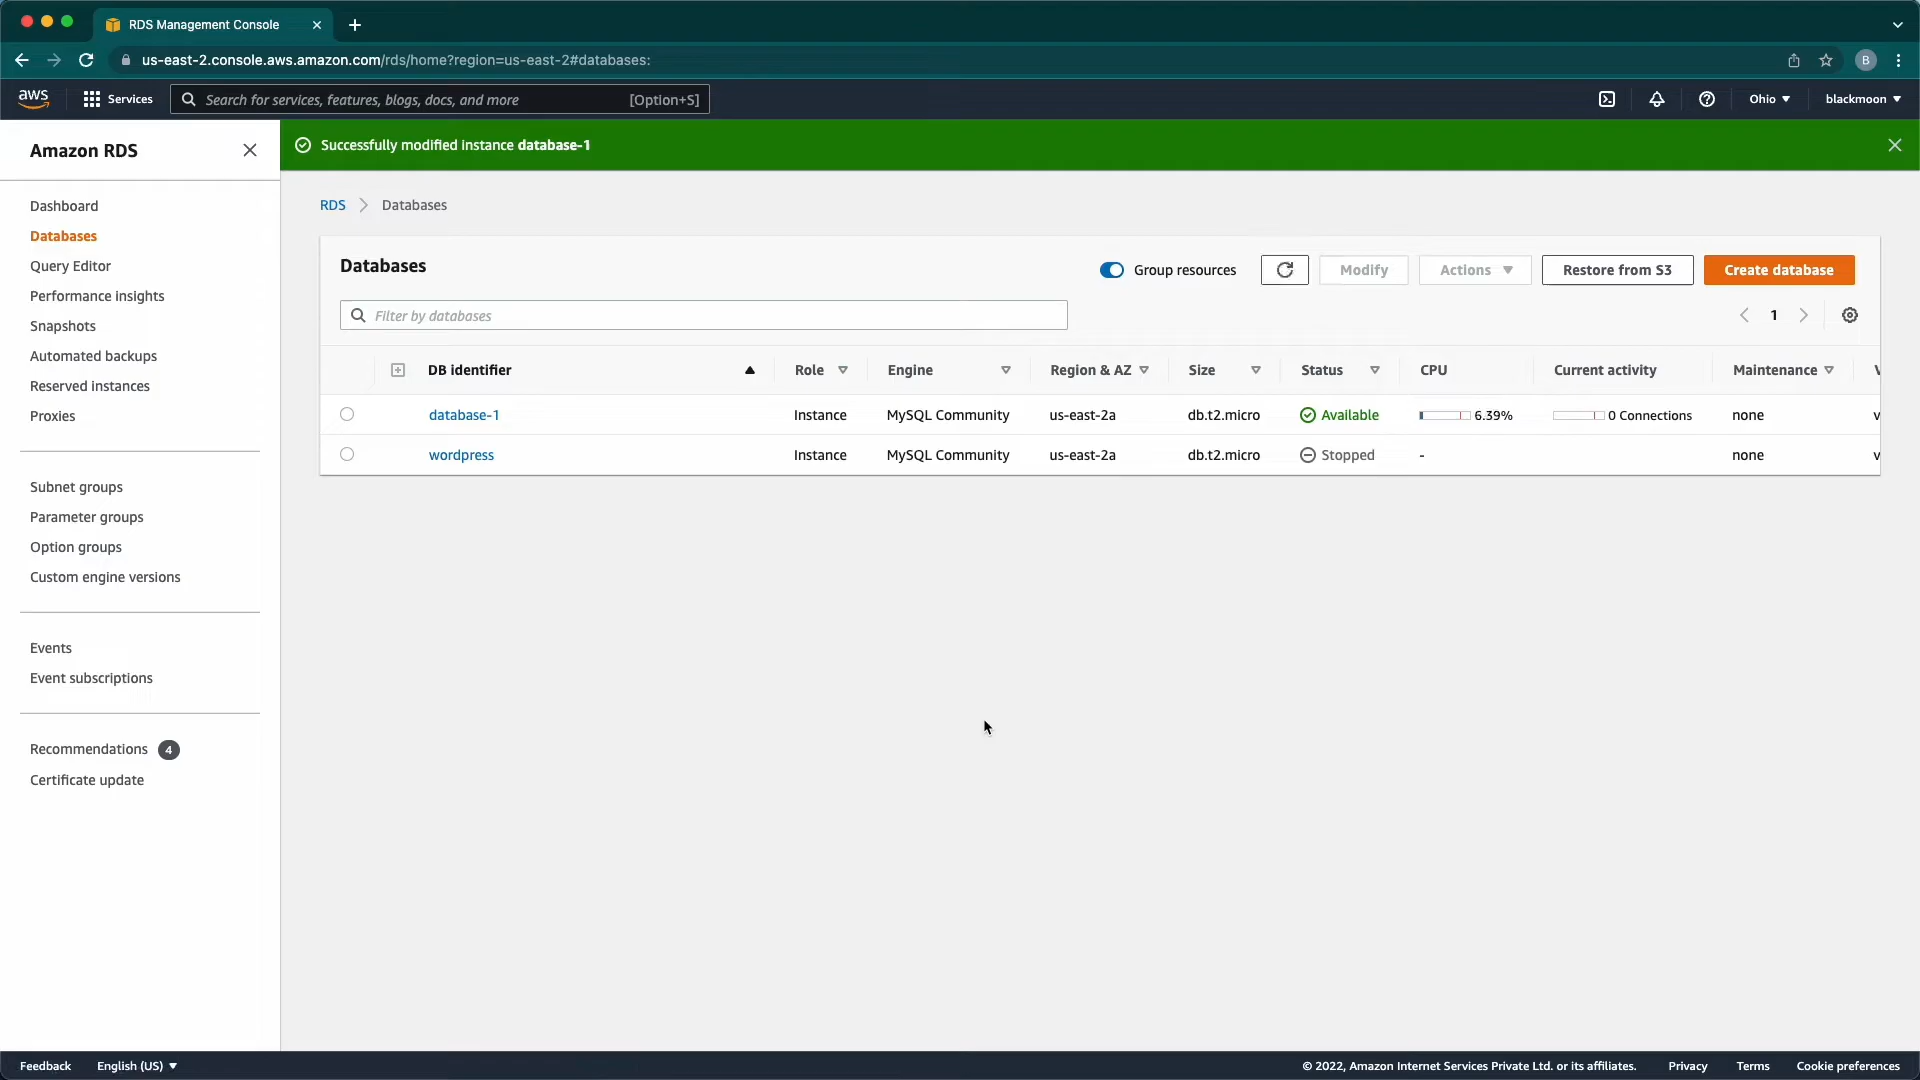 RDS Management Console
us-east-2.console.aws.amazon.com/rds/home?region=us-east-2#databases:
B
aws
Services
Search for services, features, blogs, docs, and more
[Option+S]
Ohio
blackmoon
Amazon RDS
Dashboard
Databases
Query Editor
Performance insights
Snapshots
Automated backups
Reserved instances
Proxies
Subnet groups
Parameter groups
Option groups
Custom engine versions
Events
Event subscriptions
Recommendations 4
Certificate update
Successfully modified instance database-1
RDS > Databases
Databases
Group resources
Modify
Actions
Restore from S3
Create database
Filter by databases
1
DB identifier Role Engine Region & AZ Size Status CPU Current activity Maintenance
database-1 Instance MySQL Community us-east-2a db.t2.micro Available 6.39% 0 Connections none
wordpress Instance MySQL Community us-east-2a db.t2.micro Stopped - none
Feedback English (US)
© 2022, Amazon Internet Services Private Ltd. or its affiliates. Privacy Terms Cookie preferences